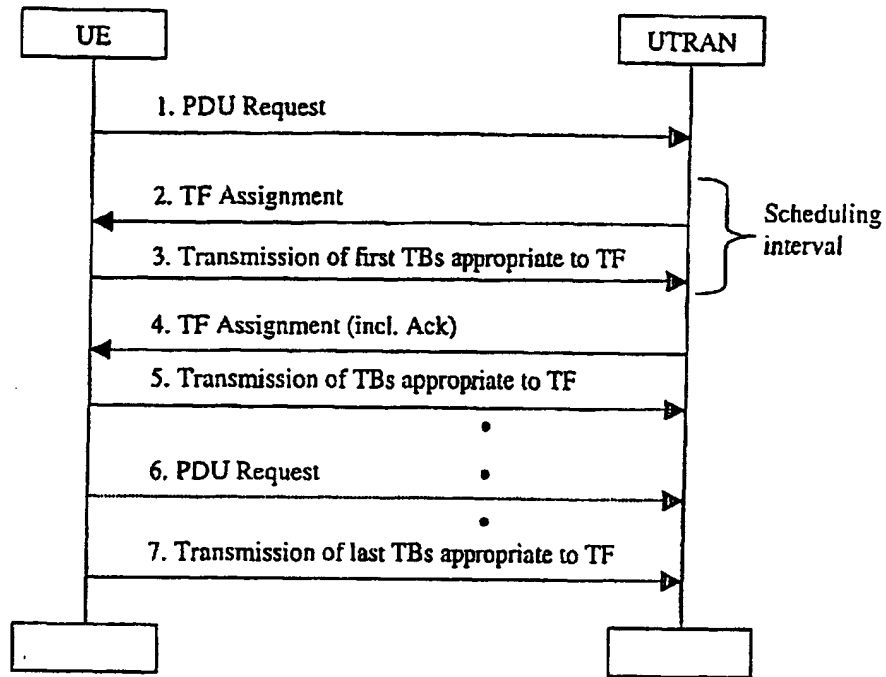 UE
UTRAN
1. PDU Request
2. TF Assignment
Scheduling
interval
3. Transmission of first TBs appropriate to TF
4. TF Assignment (incl. Ack)
5. Transmission of TBs appropriate to TF
6. PDU Request
7. Transmission of last TBs appropriate to TF